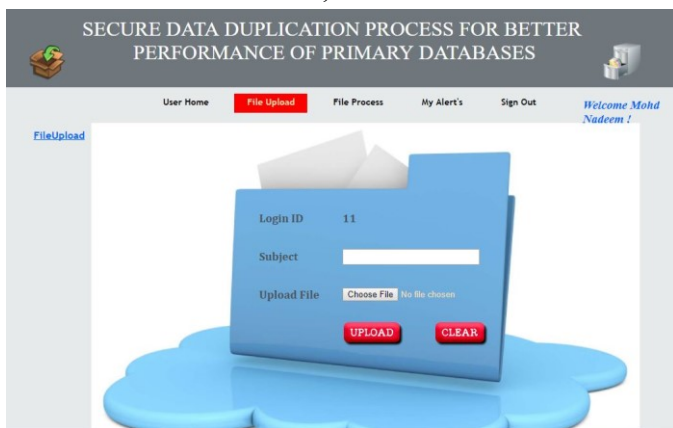 SECURE DATA DUPLICATION PROCESS FOR BETTER
PERFORMANCE OF PRIMARY DATABASES
User Home File Upload File Process My Alert's Sign Out
Welcome Mohd
Nadeem !
FileUpload
Login ID 11
Subject
Upload File Choose File No file chosen
UPLOAD CLEAR